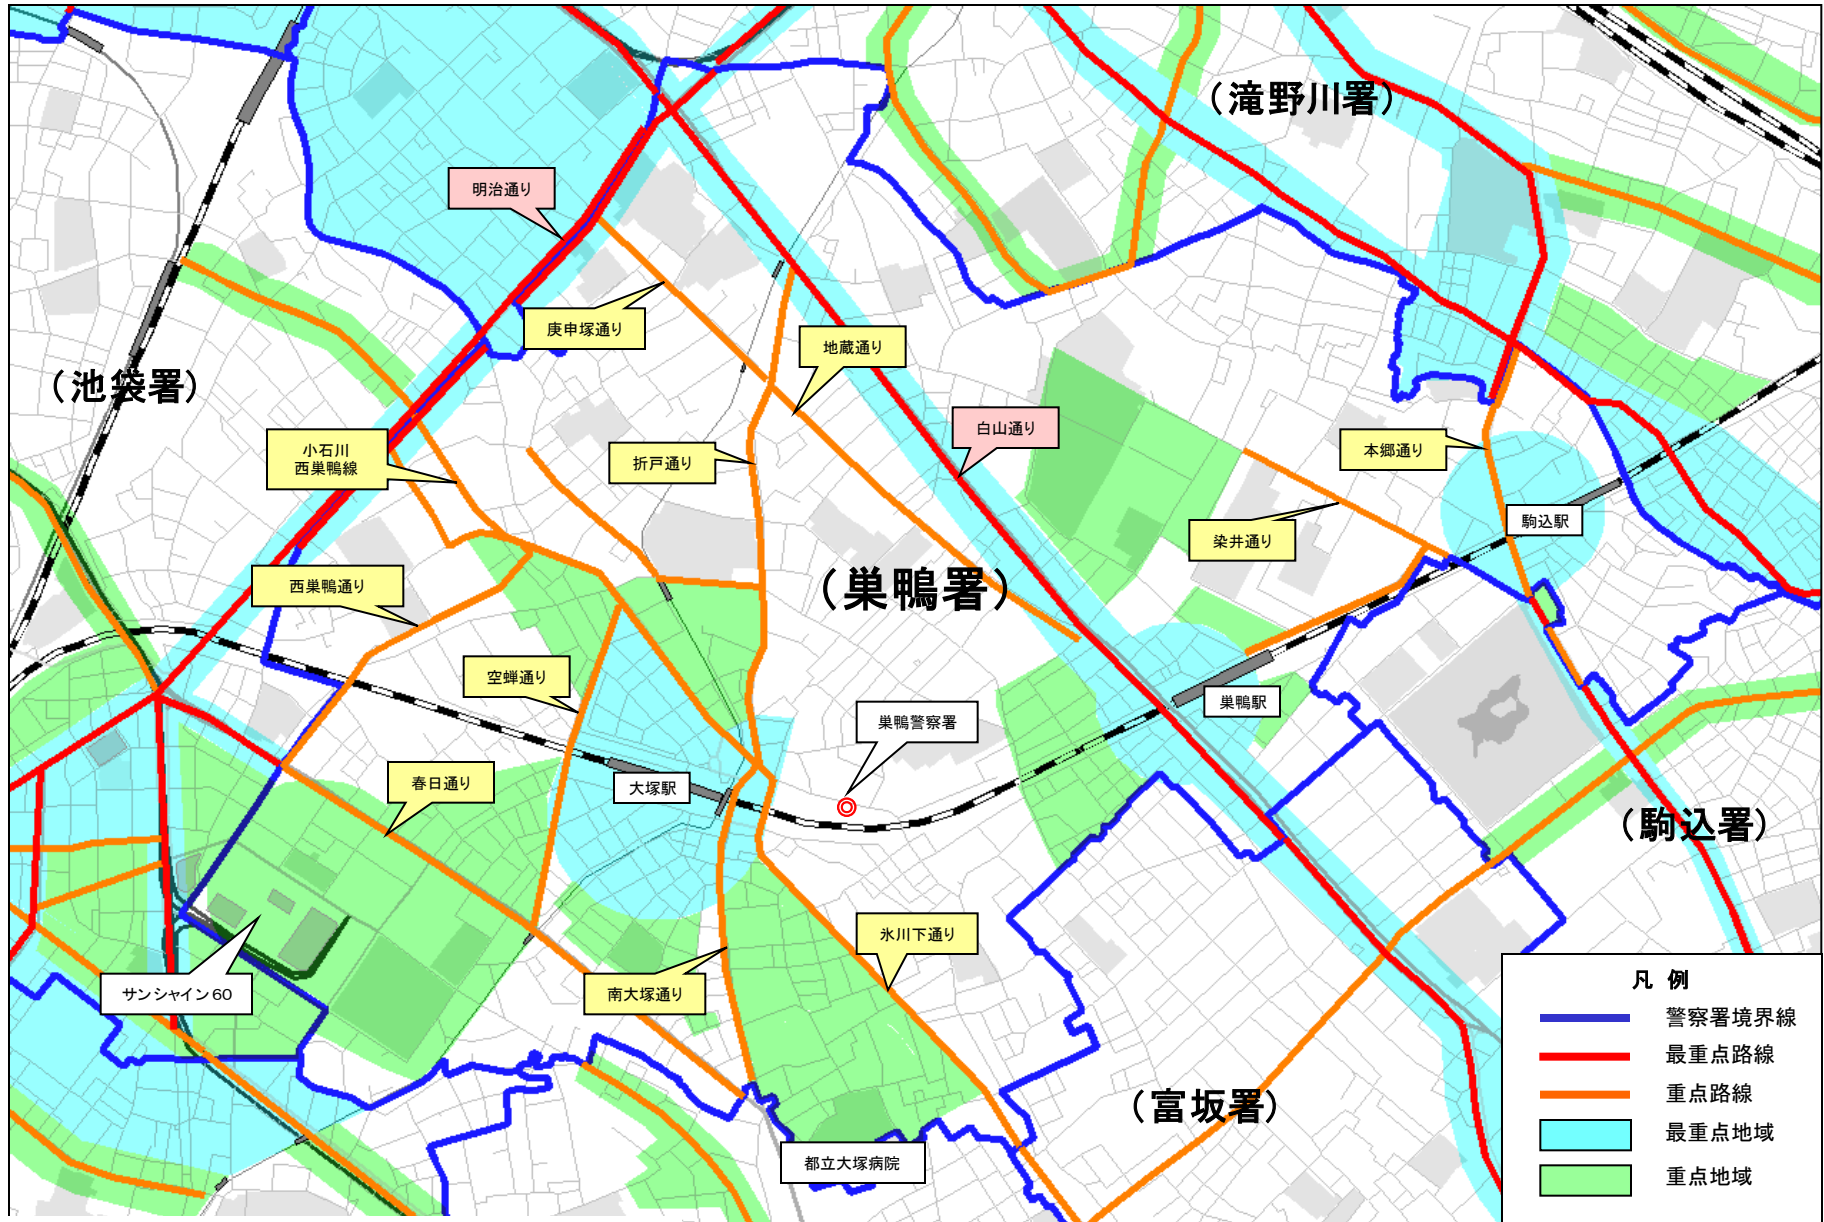 （滝野川署）
明治通り
庚申塚通り
地蔵通り
（池袋署）
白山通り
小石川
西巣鴨線
折戸通り
本郷通り
染井通り
駒込駅
西巣鴨通り
（巣鴨署）
空蝉通り
巣鴨駅
巣鴨警察署
春日通り
大塚駅
（駒込署）
氷川下通り
サンシャイン60
南大塚通り
（富坂署）
都立大塚病院
凡 例
警察署境界線
最重点路線
重点路線
最重点地域
重点地域